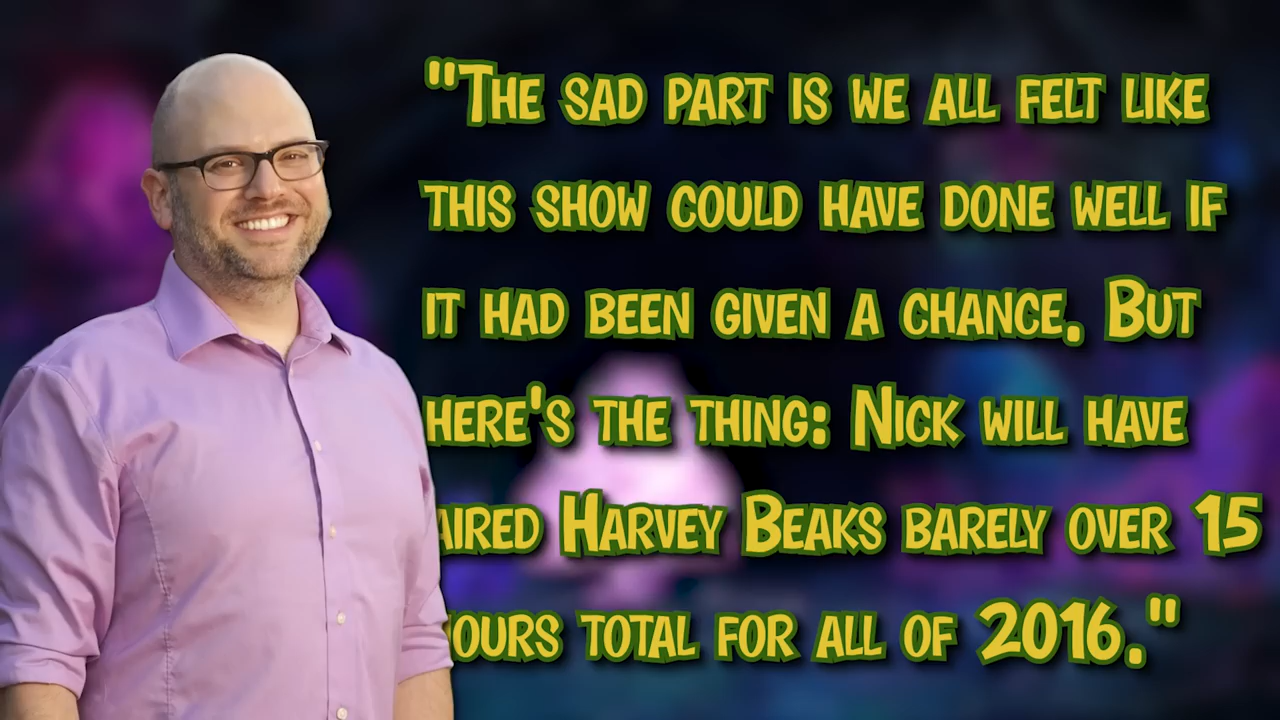 "The sad part is we all felt like
this show could have done well if
it had been given a chance. But
here's the thing: Nick will have
aired Harvey Beaks barely over 15
hours total for all of 2016."